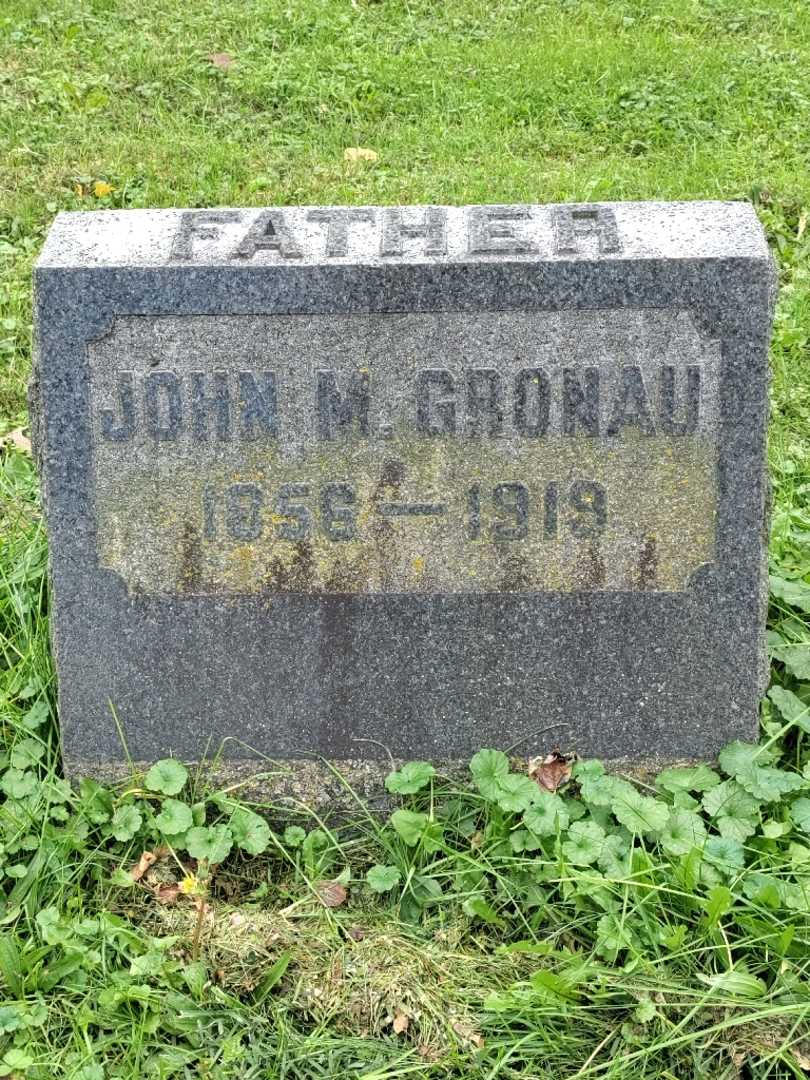 FATHER
JOHN M. GRONAU
1856 — 1919